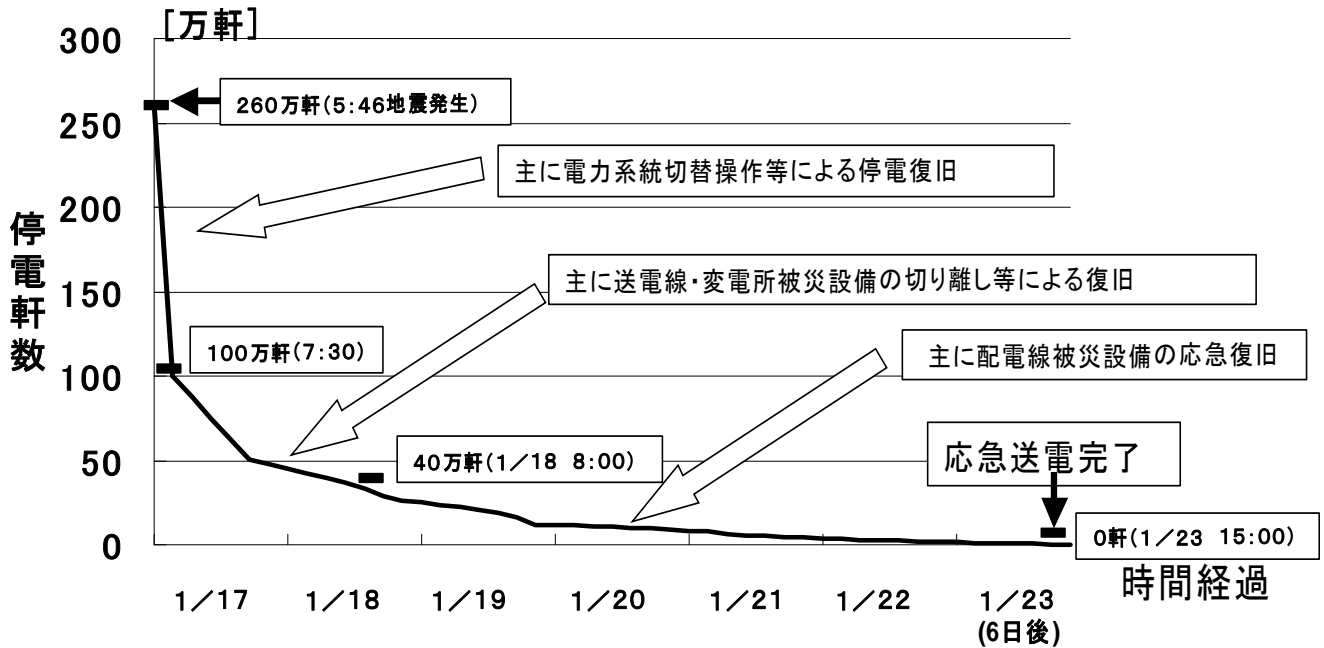 [万軒]
300
260万軒(5:46地震発生)
250
主に電力系統切替操作等による停電復旧
200
停電軒数
主に送電線・変電所被災設備の切り離し等による復旧
150
100万軒(7:30)
主に配電線被災設備の応急復旧
100
40万軒(1/18 8:00)
応急送電完了
50
0軒(1/23 15:00)
0
時間経過
1/17 1/18 1/19 1/20 1/21 1/22 1/23
(6日後)